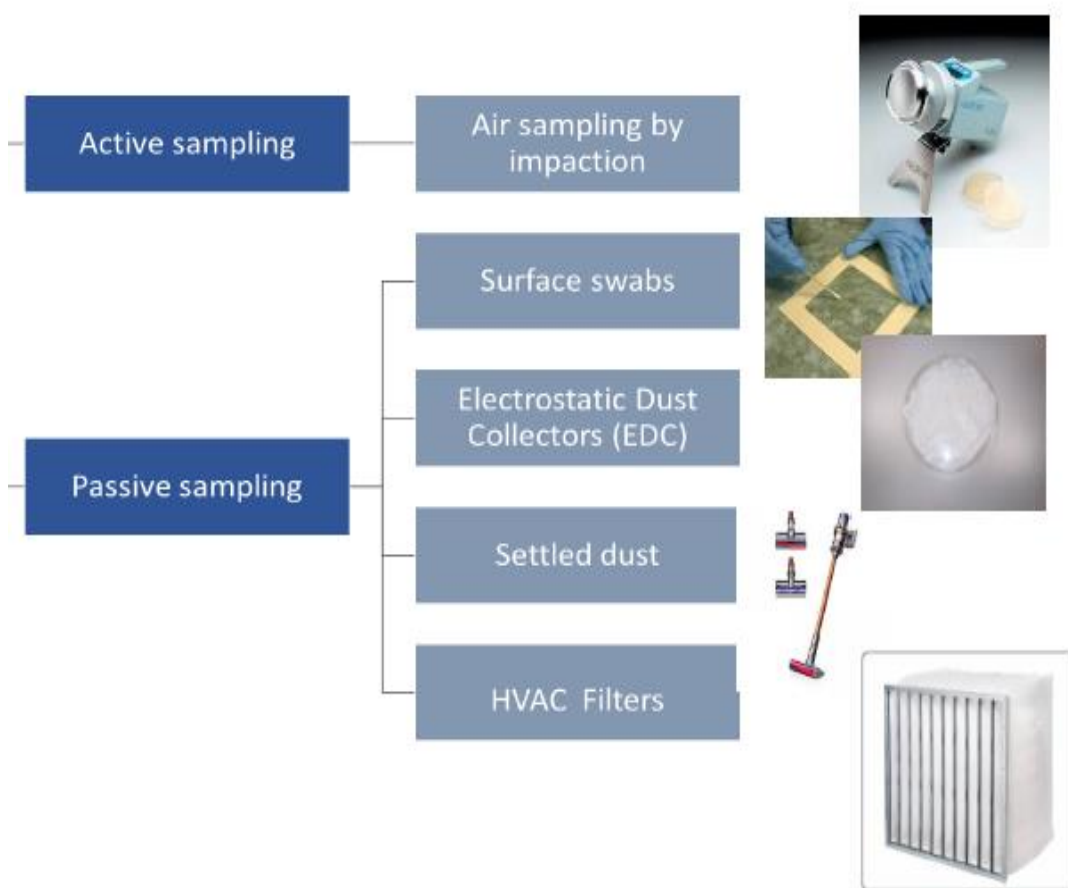 Active sampling
Air sampling by
impaction
Surface swabs
Electrostatic Dust
Collectors (EDC)
Passive sampling
Settled dust
HVAC Filters